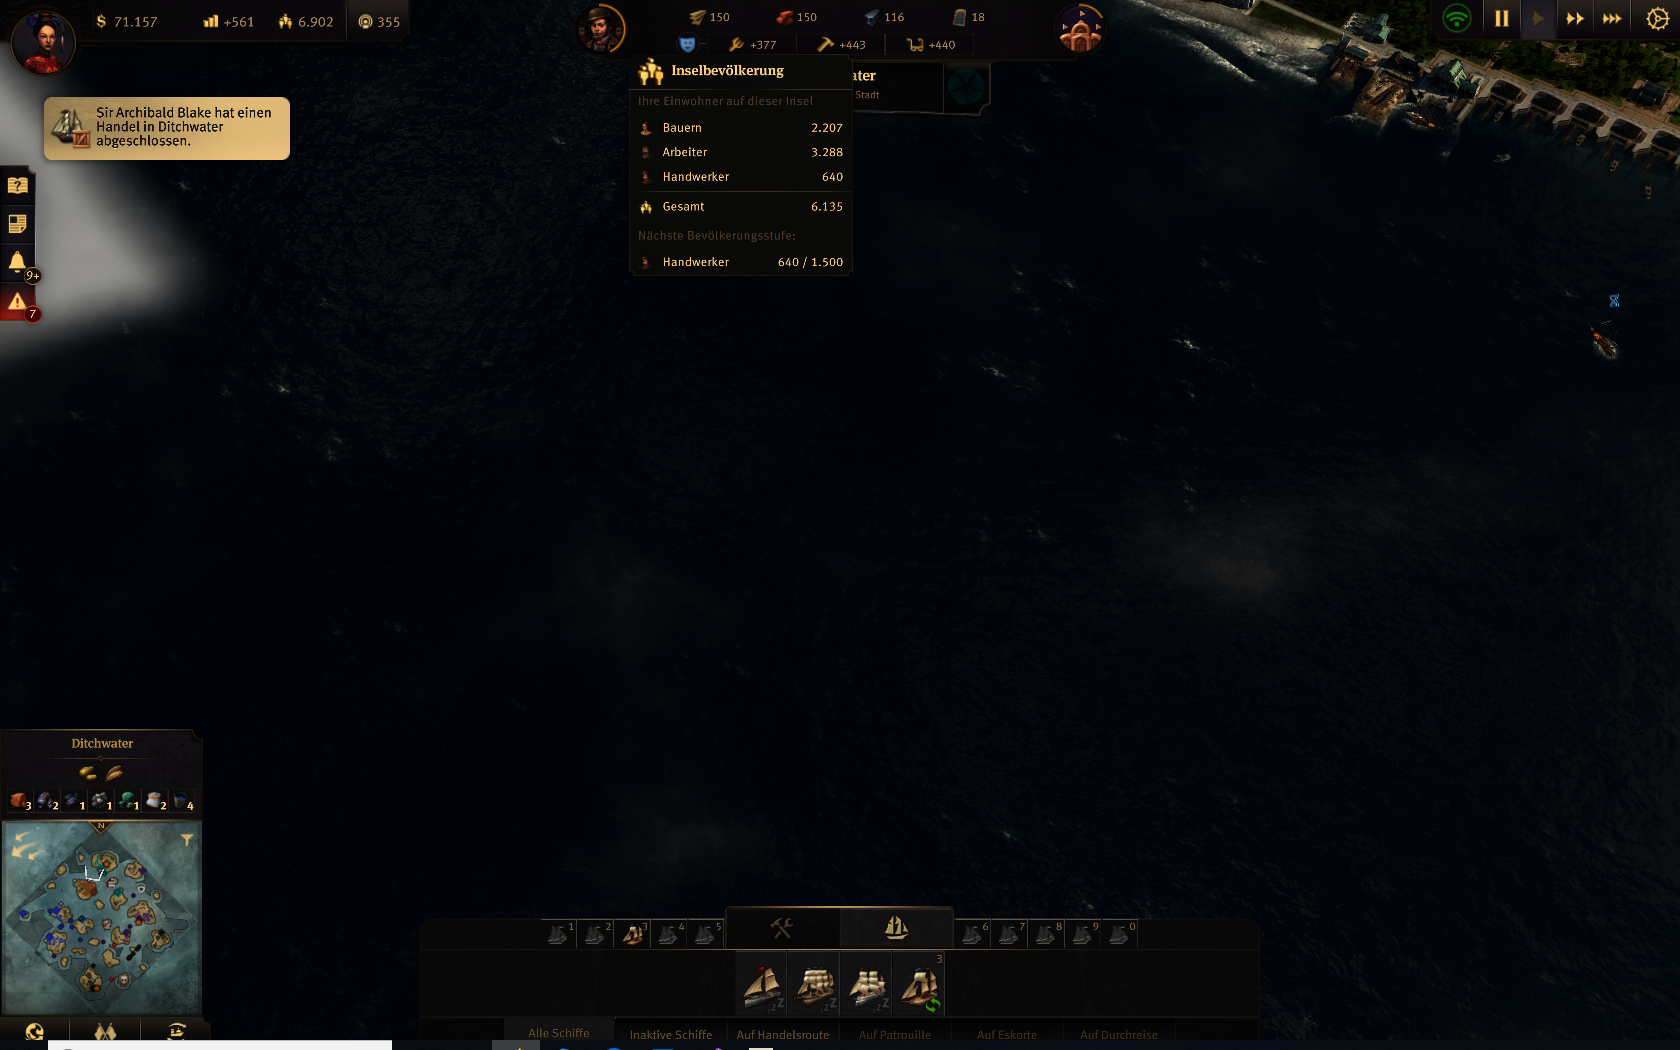 71.157
+561
6.902
355
150
150
116
18
+377
+443
+440
Inselbevölkerung
Stadt
Ihre Einwohner auf dieser Insel
Bauern 2.207
Arbeiter 3.288
Handwerker 640
Gesamt 6.135
Nächste Bevölkerungsstufe:
Handwerker 640 / 1.500
Sir Archibald Blake hat einen
Handel in Ditchwater
abgeschlossen.
9+
7
Ditchwater
3 2 1 1 1 2 4
N
1 2 3 4 5
6 7 8 9 0
3
Alle Schiffe
Inaktive Schiffe
Auf Handelsroute
Auf Patrouille
Auf Eskorte
Auf Durchreise